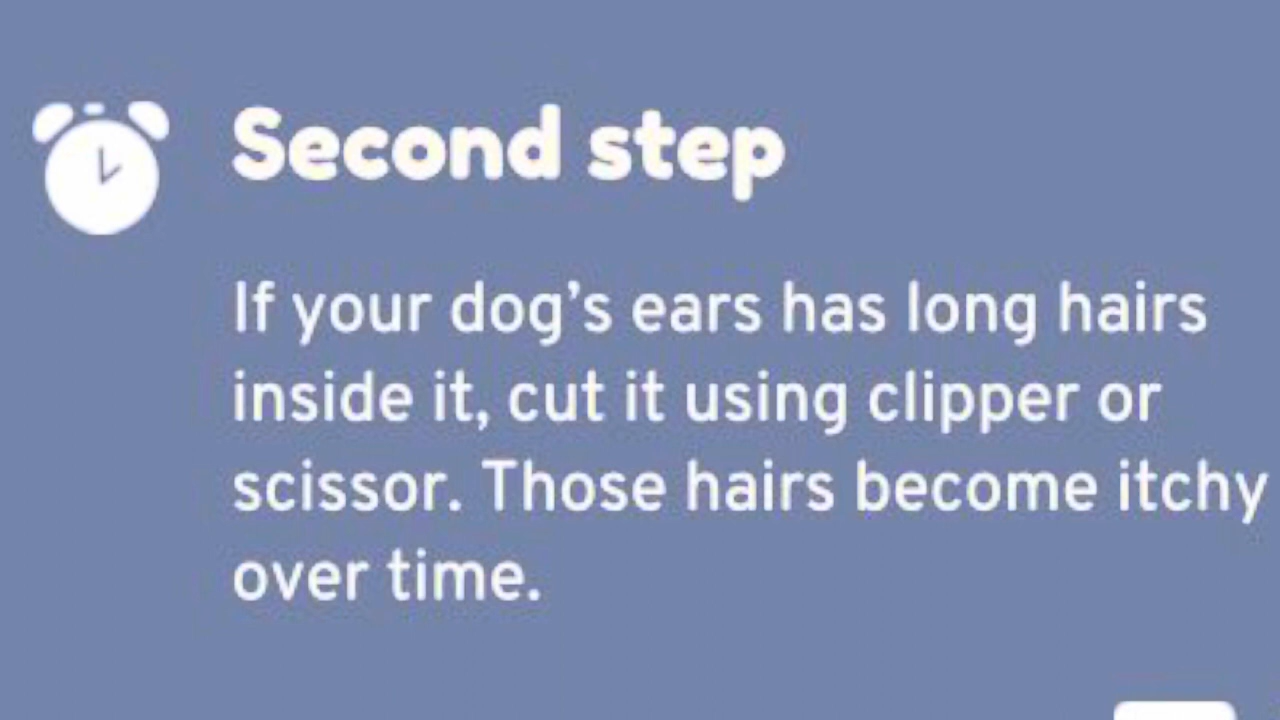 Second step
If your dog’s ears has long hairs
inside it, cut it using clipper or
scissor. Those hairs become itchy
over time.